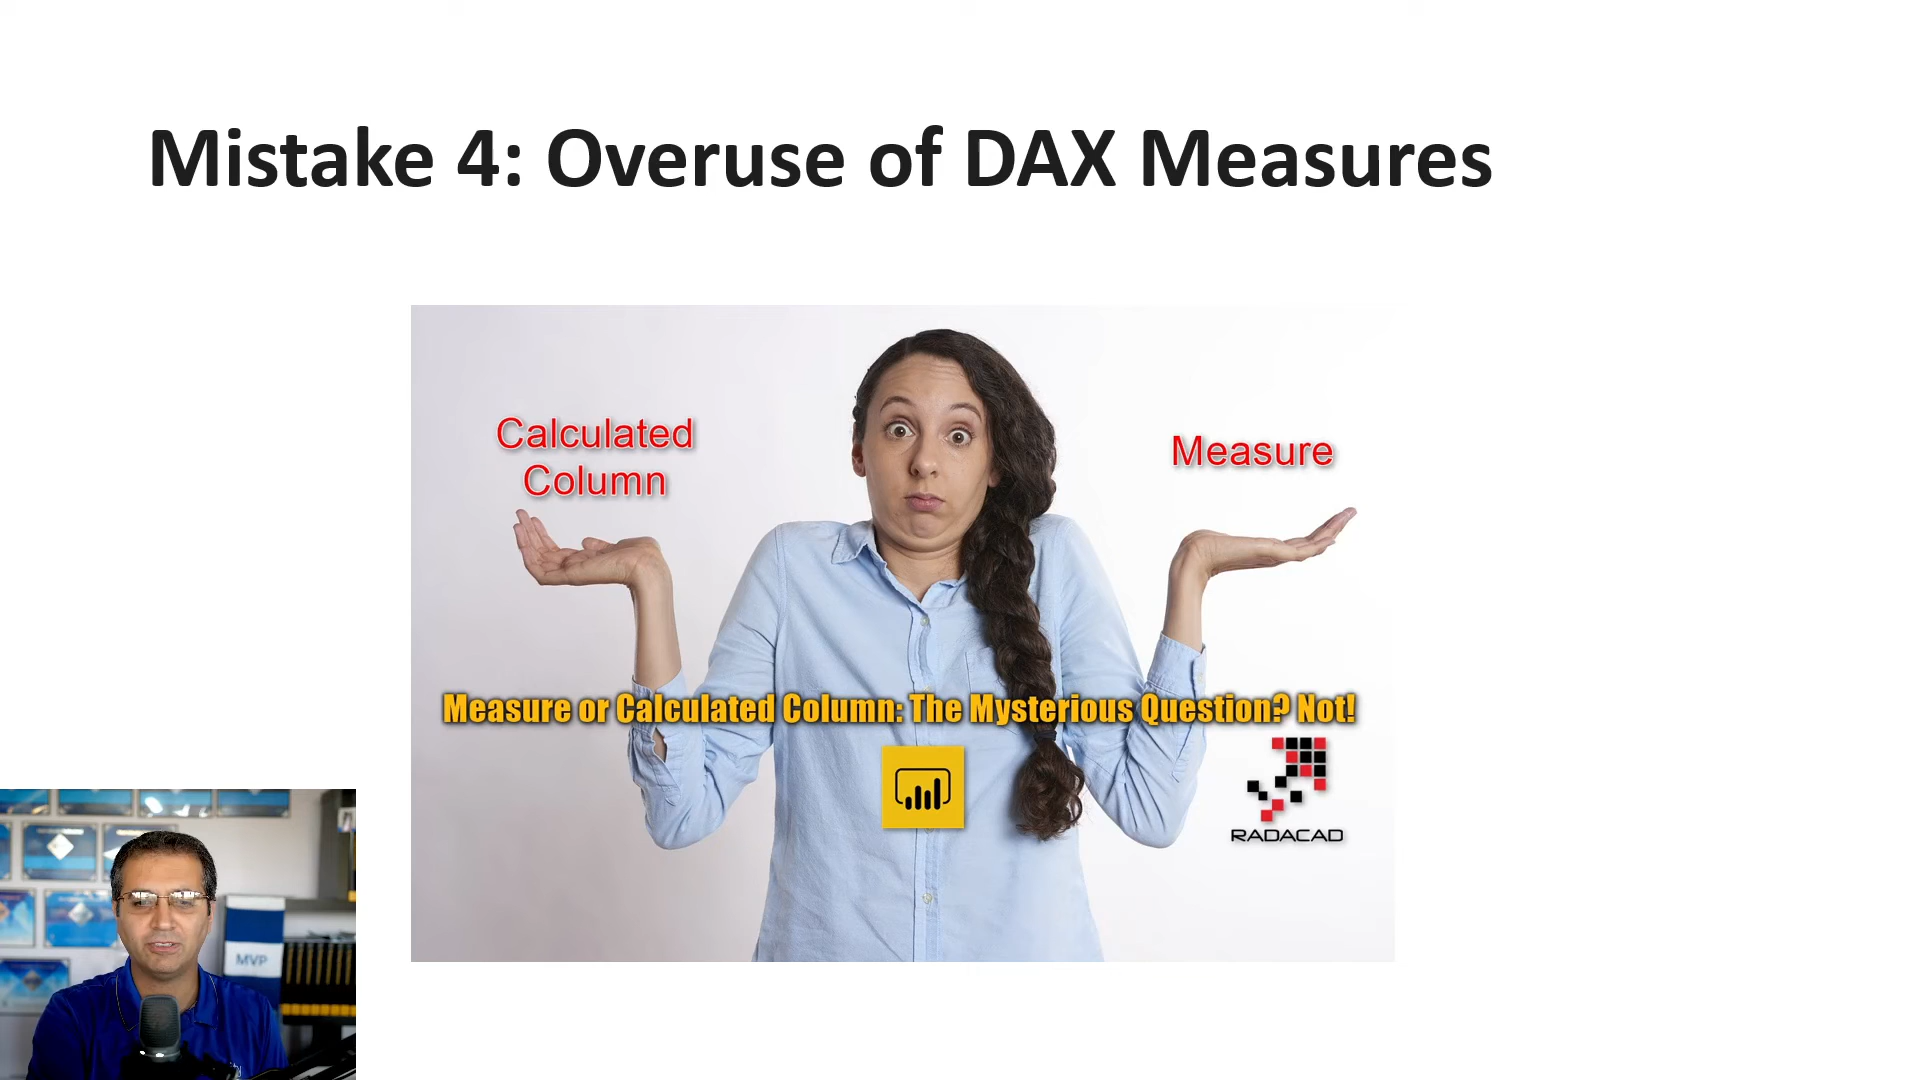 Mistake 4: Overuse of DAX Measures
Calculated
Column
Measure
Measure or Calculated Column: The Mysterious Question? Not!
RADACAD
MVP